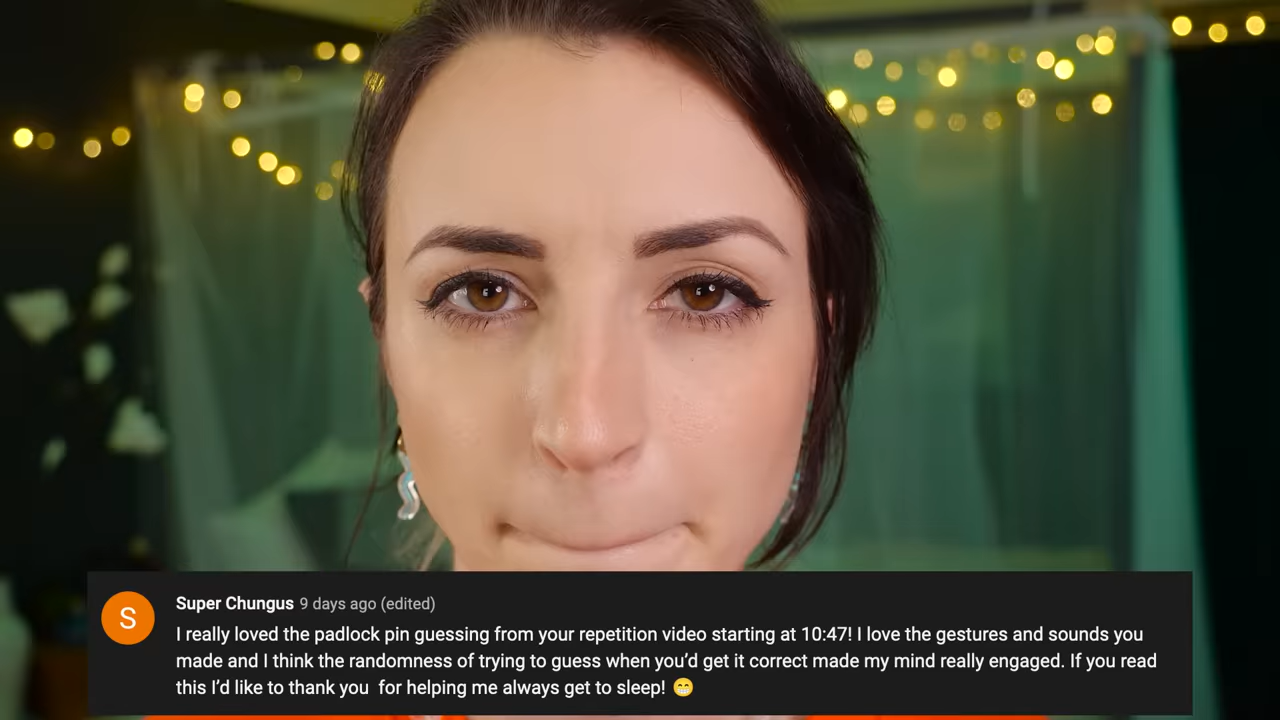 S
Super Chungus 9 days ago (edited)
I really loved the padlock pin guessing from your repetition video starting at 10:47! I love the gestures and sounds you
made and I think the randomness of trying to guess when you’d get it correct made my mind really engaged. If you read
this I’d like to thank you  for helping me always get to sleep! 😁